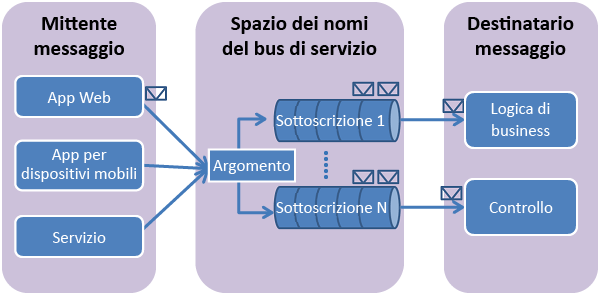 Mittente
messaggio
App Web
App per
dispositivi mobili
Servizio
Spazio dei nomi
del bus di servizio
Argomento
Sottoscrizione 1
Sottoscrizione N
Destinatario
messaggio
Logica di
business
Controllo